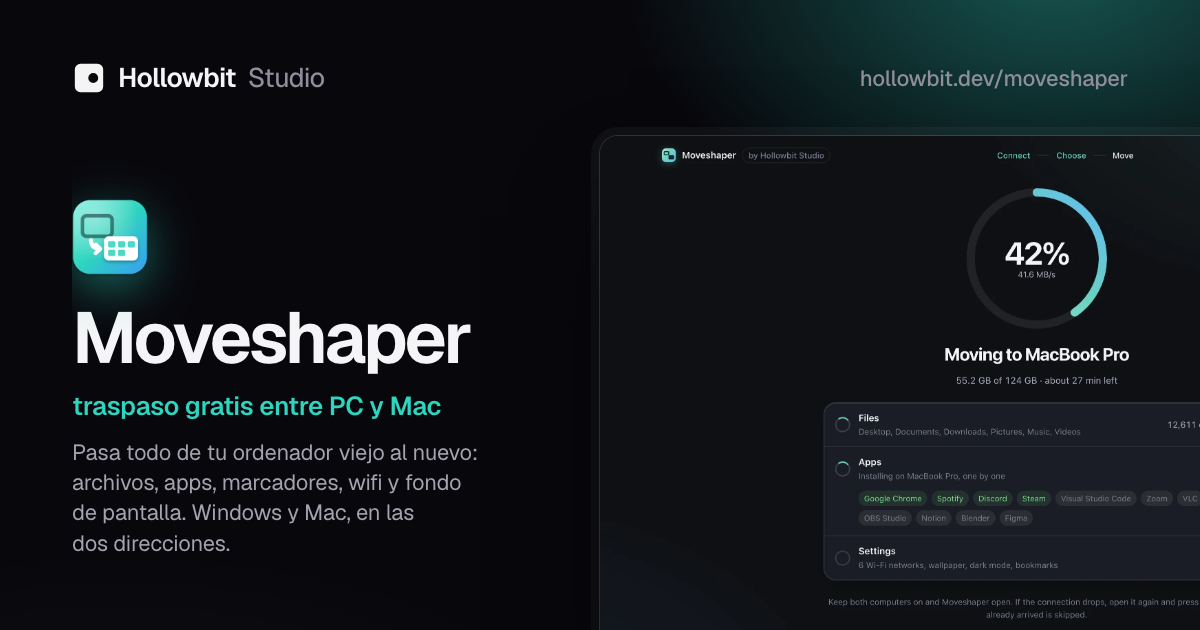 Hollowbit Studio
hollowbit.dev/moveshaper
Moveshaper
traspaso gratis entre PC y Mac
Pasa todo de tu ordenador viejo al nuevo:
archivos, apps, marcadores, wifi y fondo
de pantalla. Windows y Mac, en las
dos direcciones.
Moveshaper by Hollowbit Studio
Connect — Choose — Move
42%
41.6 MB/s
Moving to MacBook Pro
55.2 GB of 124 GB · about 27 min left
Files
Desktop, Documents, Downloads, Pictures, Music, Videos
12,611
Apps
Installing on MacBook Pro, one by one
Google Chrome Spotify Discord Steam Visual Studio Code Zoom VLC
OBS Studio Notion Blender Figma
Settings
6 Wi-Fi networks, wallpaper, dark mode, bookmarks
Keep both computers on and Moveshaper open. If the connection drops, open it again and press
already arrived is skipped.